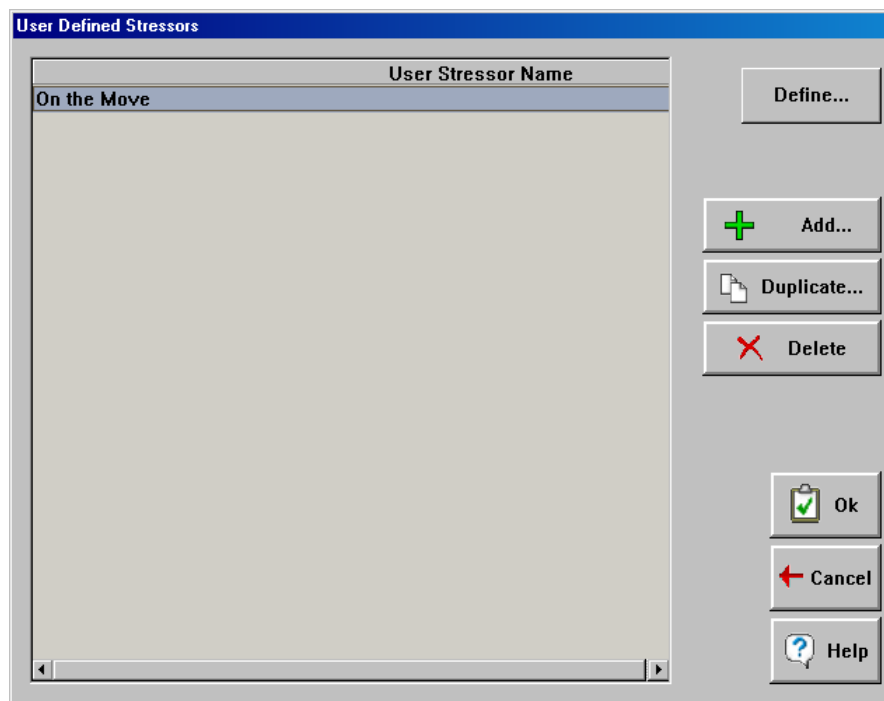 User Defined Stressors
User Stressor Name
On the Move
Define...
Add...
Duplicate...
Delete
Ok
Cancel
Help